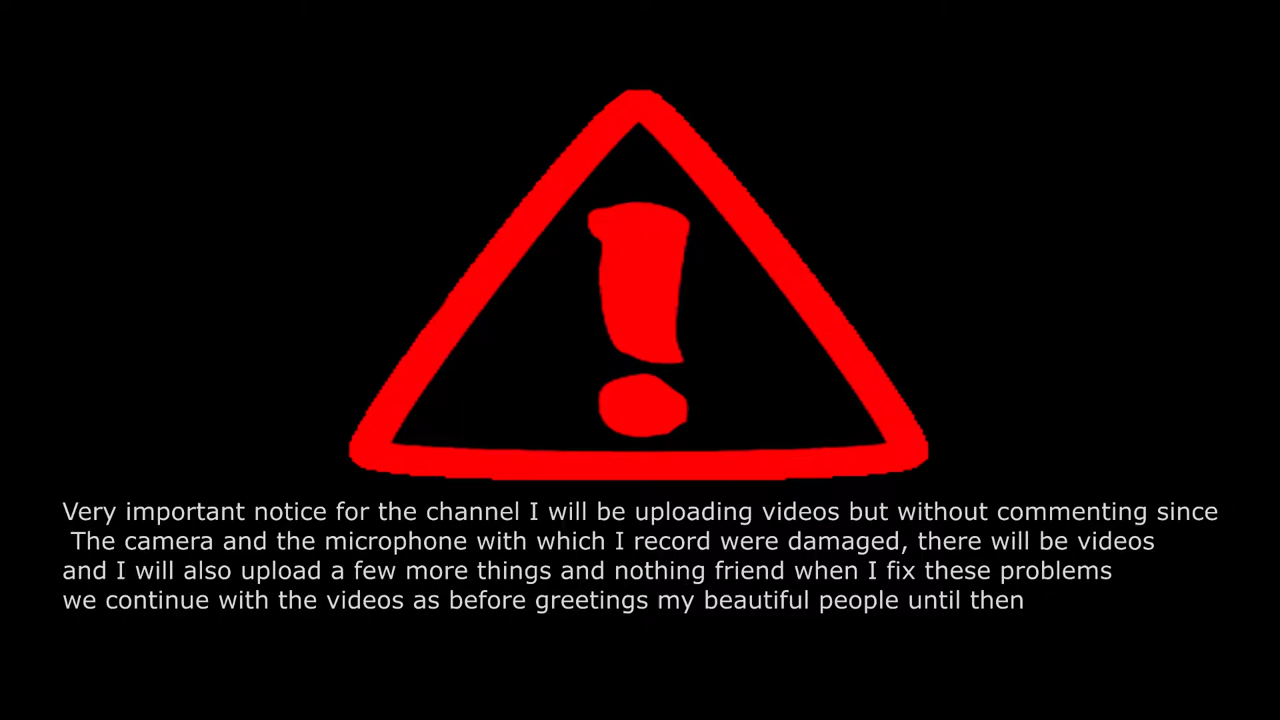 Very important notice for the channel I will be uploading videos but without commenting since
The camera and the microphone with which I record were damaged, there will be videos
and I will also upload a few more things and nothing friend when I fix these problems
we continue with the videos as before greetings my beautiful people until then